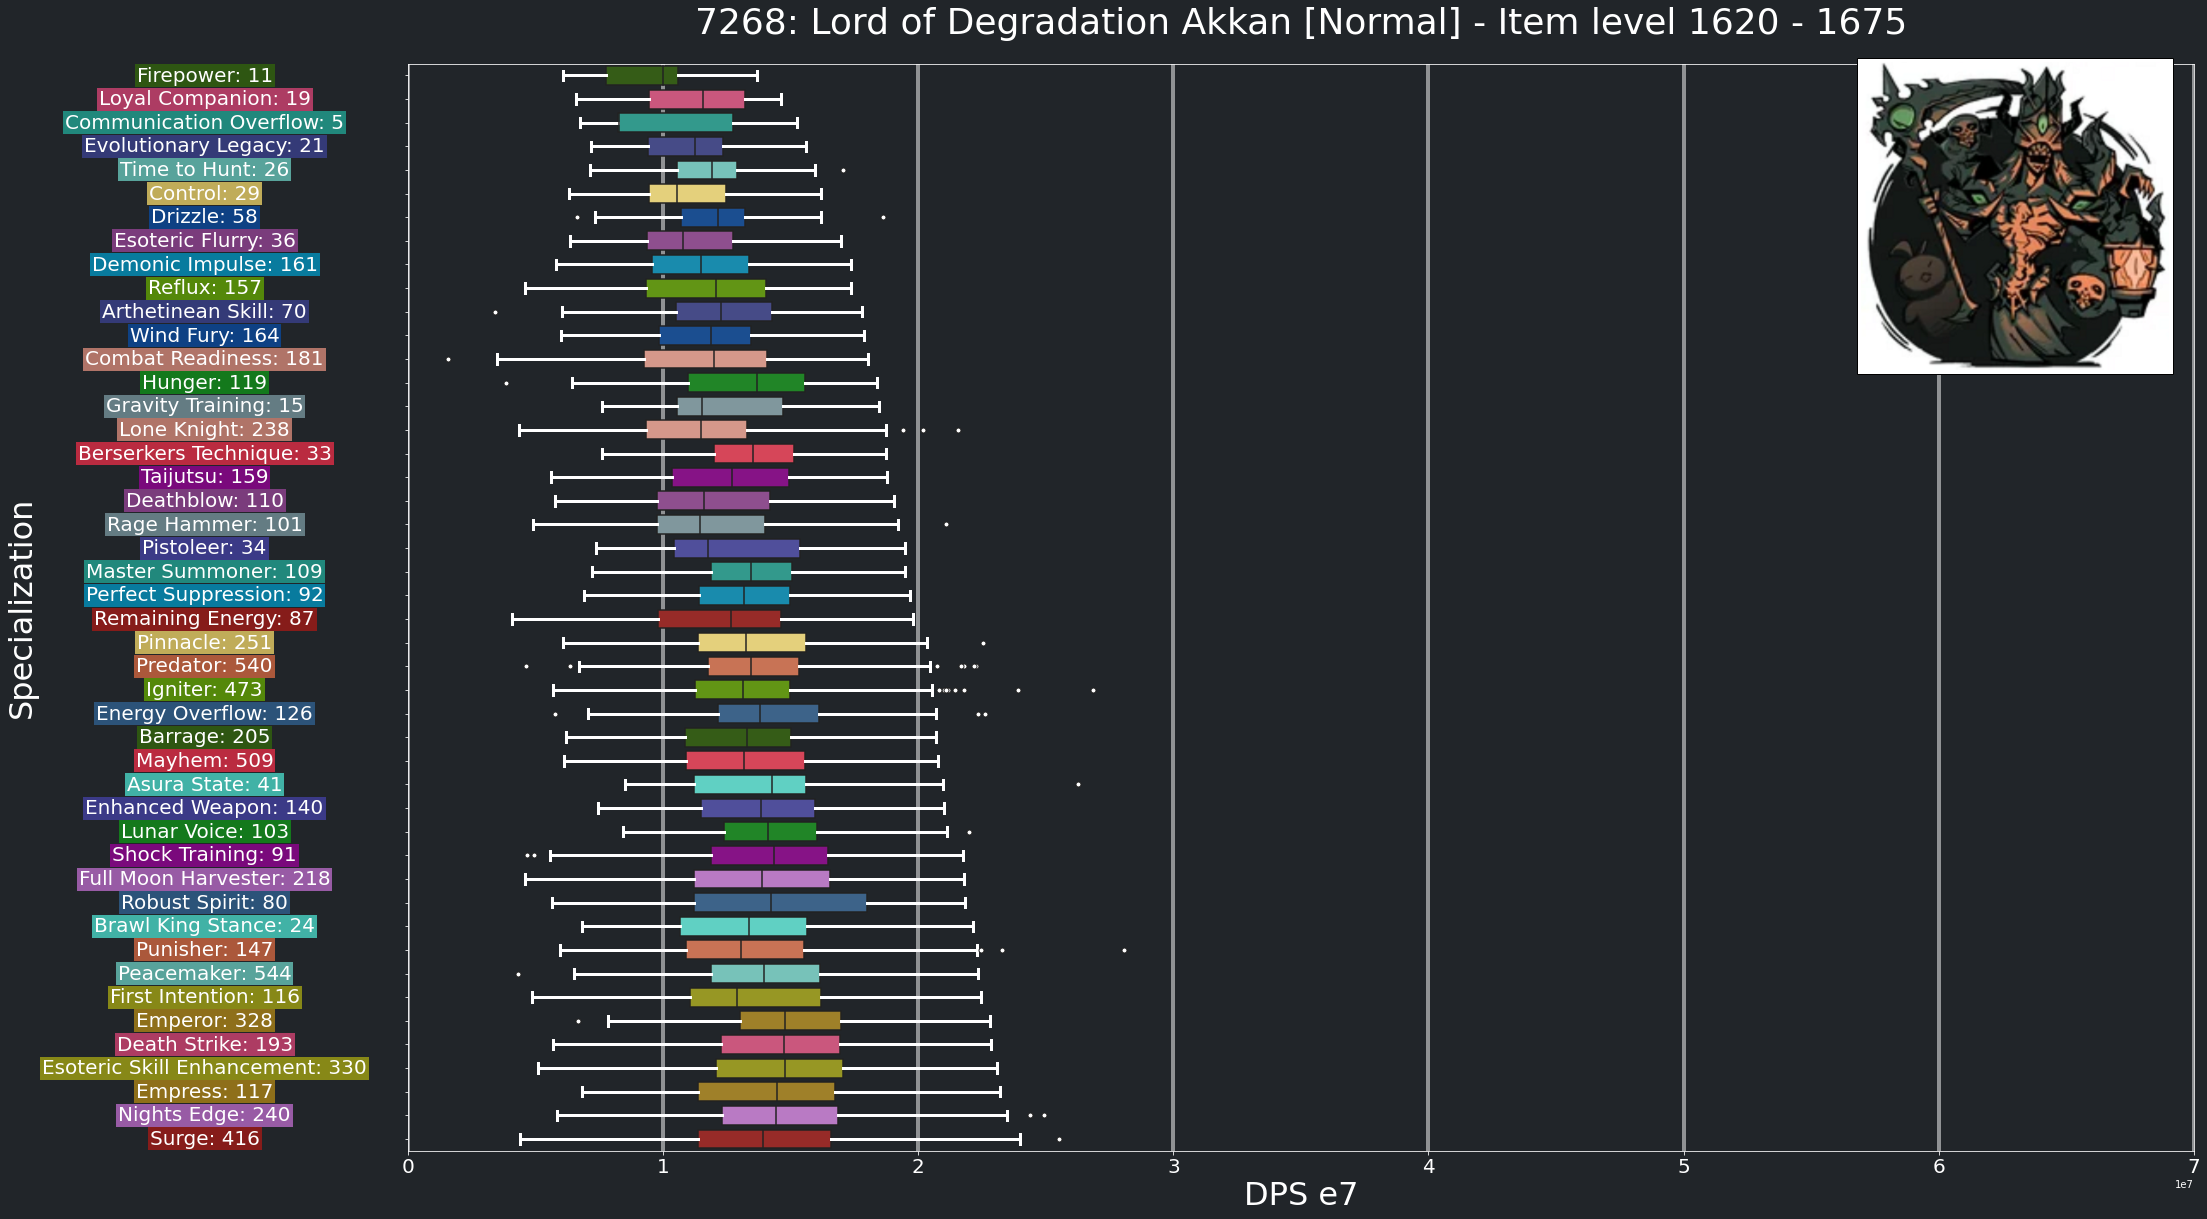 7268: Lord of Degradation Akkan [Normal] - Item level 1620 - 1675
Specialization
Firepower: 11
Loyal Companion: 19
Communication Overflow: 5
Evolutionary Legacy: 21
Time to Hunt: 26
Control: 29
Drizzle: 58
Esoteric Flurry: 36
Demonic Impulse: 161
Reflux: 157
Arthetinean Skill: 70
Wind Fury: 164
Combat Readiness: 181
Hunger: 119
Gravity Training: 15
Lone Knight: 238
Berserkers Technique: 33
Taijutsu: 159
Deathblow: 110
Rage Hammer: 101
Pistoleer: 34
Master Summoner: 109
Perfect Suppression: 92
Remaining Energy: 87
Pinnacle: 251
Predator: 540
Igniter: 473
Energy Overflow: 126
Barrage: 205
Mayhem: 509
Asura State: 41
Enhanced Weapon: 140
Lunar Voice: 103
Shock Training: 91
Full Moon Harvester: 218
Robust Spirit: 80
Brawl King Stance: 24
Punisher: 147
Peacemaker: 544
First Intention: 116
Emperor: 328
Death Strike: 193
Esoteric Skill Enhancement: 330
Empress: 117
Nights Edge: 240
Surge: 416
0 1 2 3 4 5 6 7
1e7
DPS e7